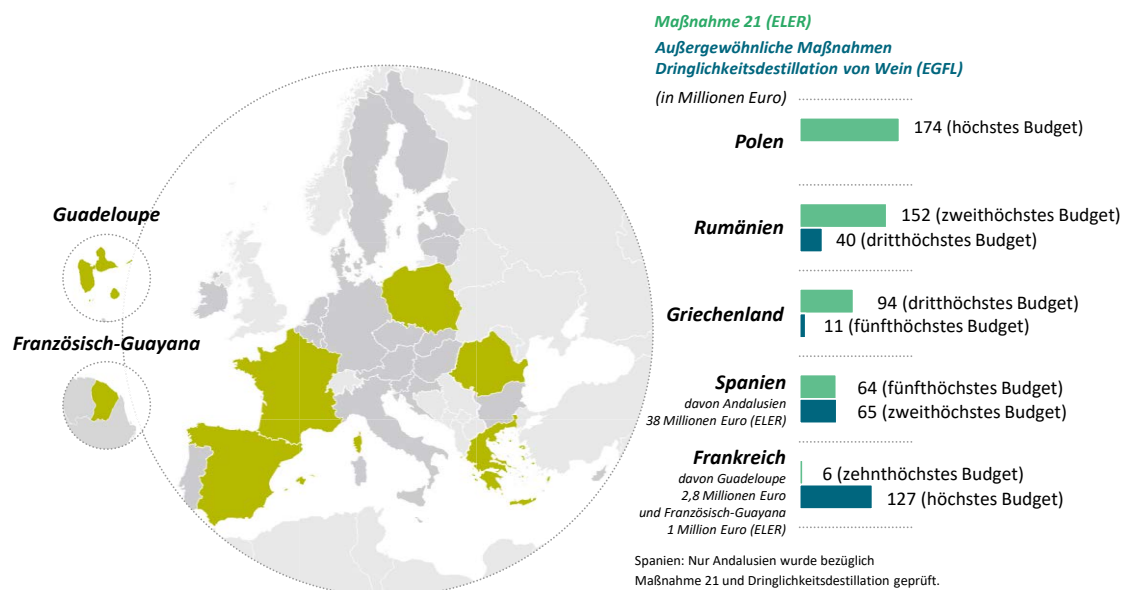 Maßnahme 21 (ELER)
Außergewöhnliche Maßnahmen
Dringlichkeitsdestillation von Wein (EGFL)
(in Millionen Euro)
Polen
174 (höchstes Budget)
Rumänien
152 (zweithöchstes Budget)
40 (dritthöchstes Budget)
Griechenland
94 (dritthöchstes Budget)
11 (fünfthöchstes Budget)
Spanien
davon Andalusien
38 Millionen Euro (ELER)
64 (fünfthöchstes Budget)
65 (zweithöchstes Budget)
Frankreich
davon Guadeloupe
2,8 Millionen Euro
und Französisch-Guayana
1 Million Euro (ELER)
6 (zehnthöchstes Budget)
127 (höchstes Budget)
Spanien: Nur Andalusien wurde bezüglich
Maßnahme 21 und Dringlichkeitsdestillation geprüft.
Guadeloupe
Französisch-Guayana